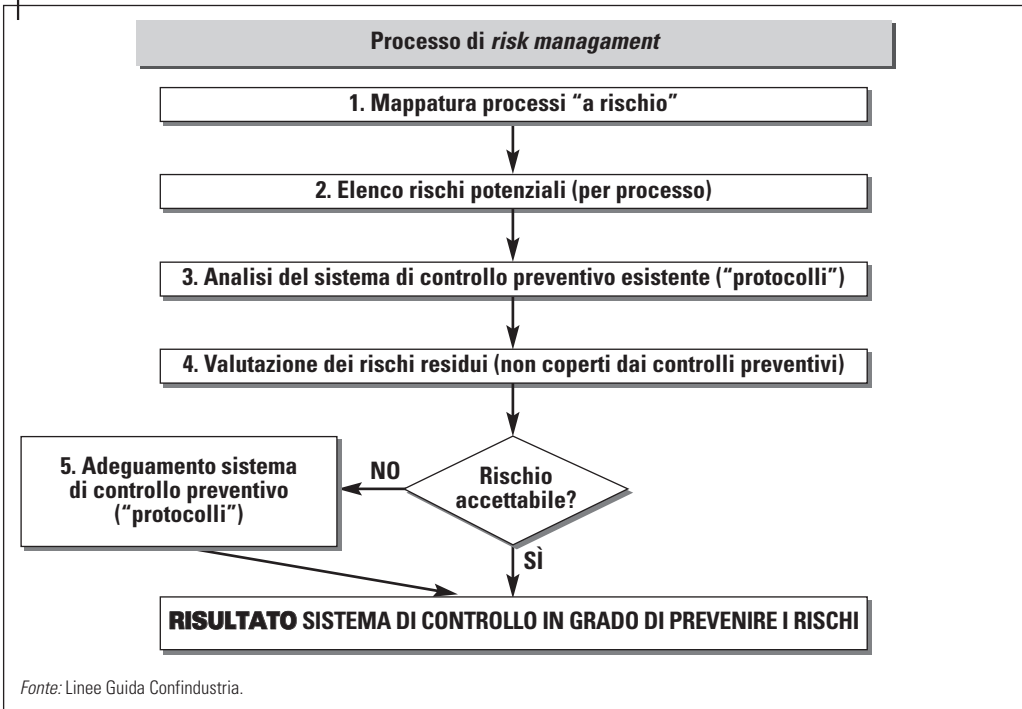 Processo di risk managament
1. Mappatura processi “a rischio”
2. Elenco rischi potenziali (per processo)
3. Analisi del sistema di controllo preventivo esistente (“protocolli”)
4. Valutazione dei rischi residui (non coperti dai controlli preventivi)
5. Adeguamento sistema
di controllo preventivo
(“protocolli”)
NO
Rischio
accettabile?
SÌ
RISULTATO SISTEMA DI CONTROLLO IN GRADO DI PREVENIRE I RISCHI
Fonte: Linee Guida Confindustria.